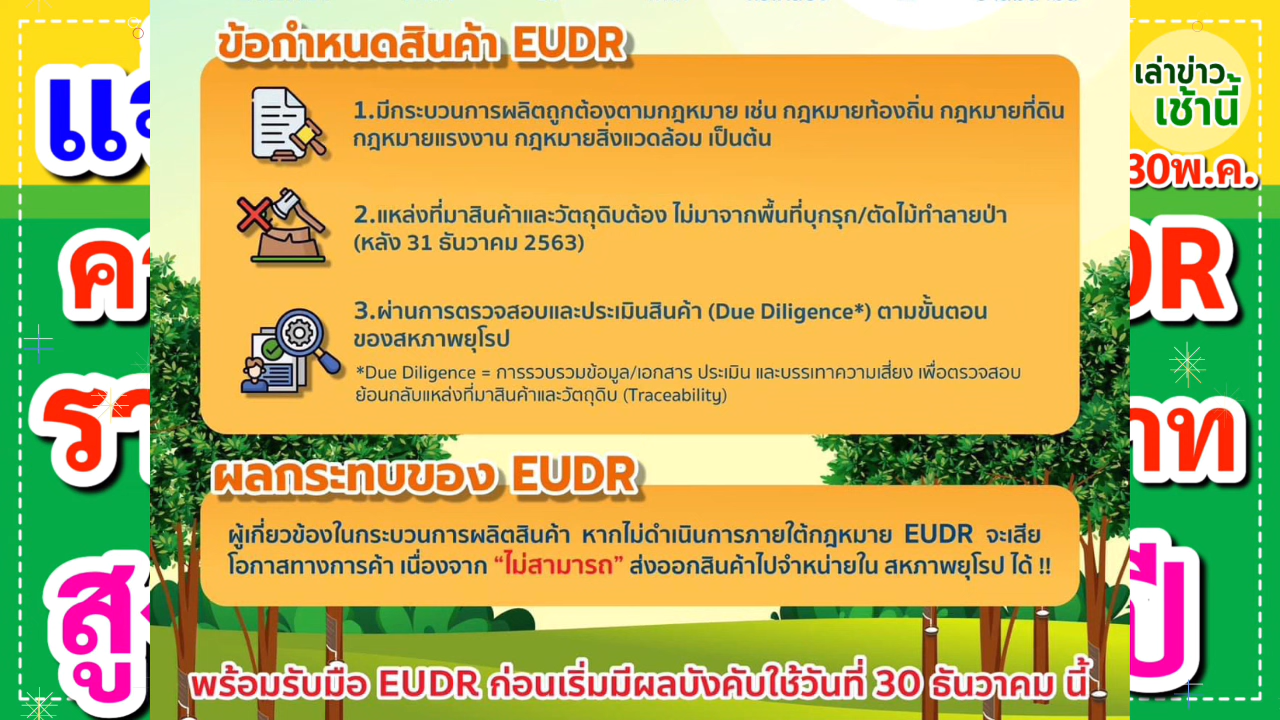 ข้อกำหนดสินค้า EUDR
1.มีกระบวนการผลิตถูกต้องตามกฎหมาย เช่น กฎหมายท้องถิ่น กฎหมายที่ดิน
กฎหมายแรงงาน กฎหมายสิ่งแวดล้อม เป็นต้น
2.แหล่งที่มาสินค้าและวัตถุดิบต้อง ไม่มาจากพื้นที่บุกรุก/ตัดไม้ทำลายป่า
(หลัง 31 ธันวาคม 2563)
3.ผ่านการตรวจสอบและประเมินสินค้า (Due Diligence*) ตามขั้นตอน
ของสหภาพยุโรป
*Due Diligence = การรวบรวมข้อมูล/เอกสาร ประเมิน และบรรเทาความเสี่ยง เพื่อตรวจสอบ
ย้อนกลับแหล่งที่มาสินค้าและวัตถุดิบ (Traceability)
ผลกระทบของ EUDR
ผู้เกี่ยวข้องในกระบวนการผลิตสินค้า หากไม่ดำเนินการภายใต้กฎหมาย EUDR จะเสีย
โอกาสทางการค้า เนื่องจาก “ไม่สามารถ” ส่งออกสินค้าไปจำหน่ายใน สหภาพยุโรป ได้ !!
พร้อมรับมือ EUDR ก่อนเริ่มมีผลบังคับใช้วันที่ 30 ธันวาคม นี้
เล่าข่าว
เช้านี้
30พ.ค.